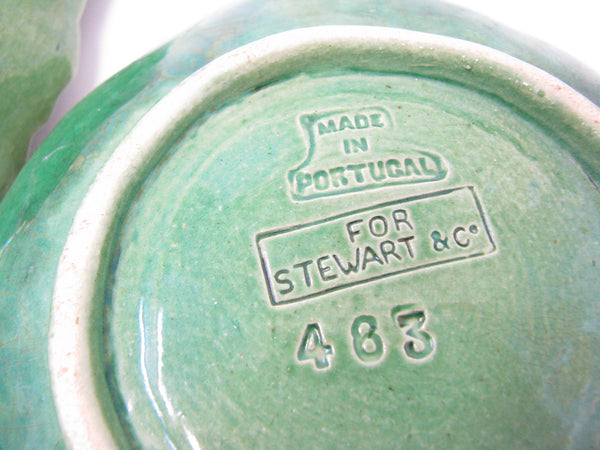 MADE
IN
PORTUGAL
FOR
STEWART & Cº
483